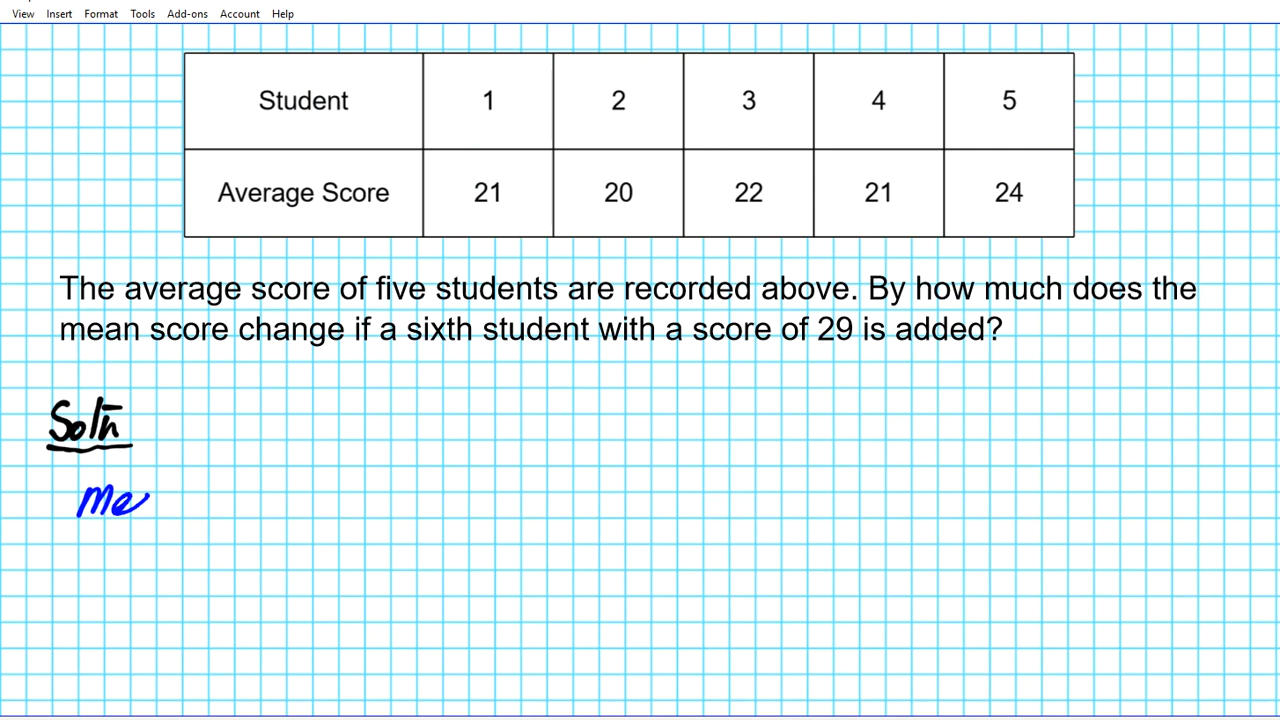 View Insert Format Tools Add-ons Account Help
Student 1 2 3 4 5
Average Score 21 20 22 21 24
The average score of five students are recorded above. By how much does the
mean score change if a sixth student with a score of 29 is added?
Soln
Me